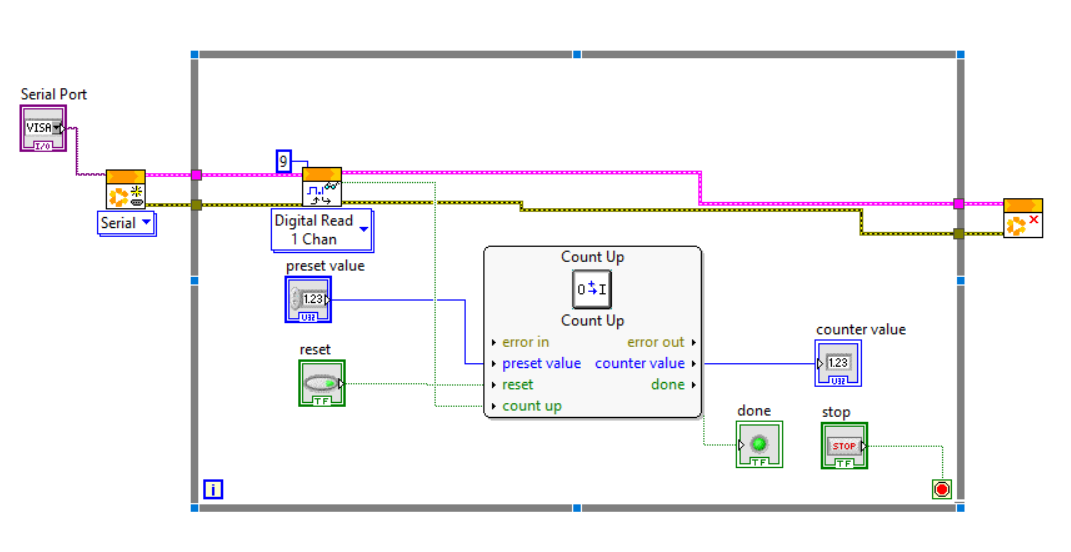 Serial Port
VISA
I/O
9
Serial
Digital Read
1 Chan
preset value
1.23
U32
reset
TF
Count Up
0 I
Count Up
error in error out
preset value counter value
reset done
count up
counter value
1.23
U32
done
TF
stop
STOP
TF
i